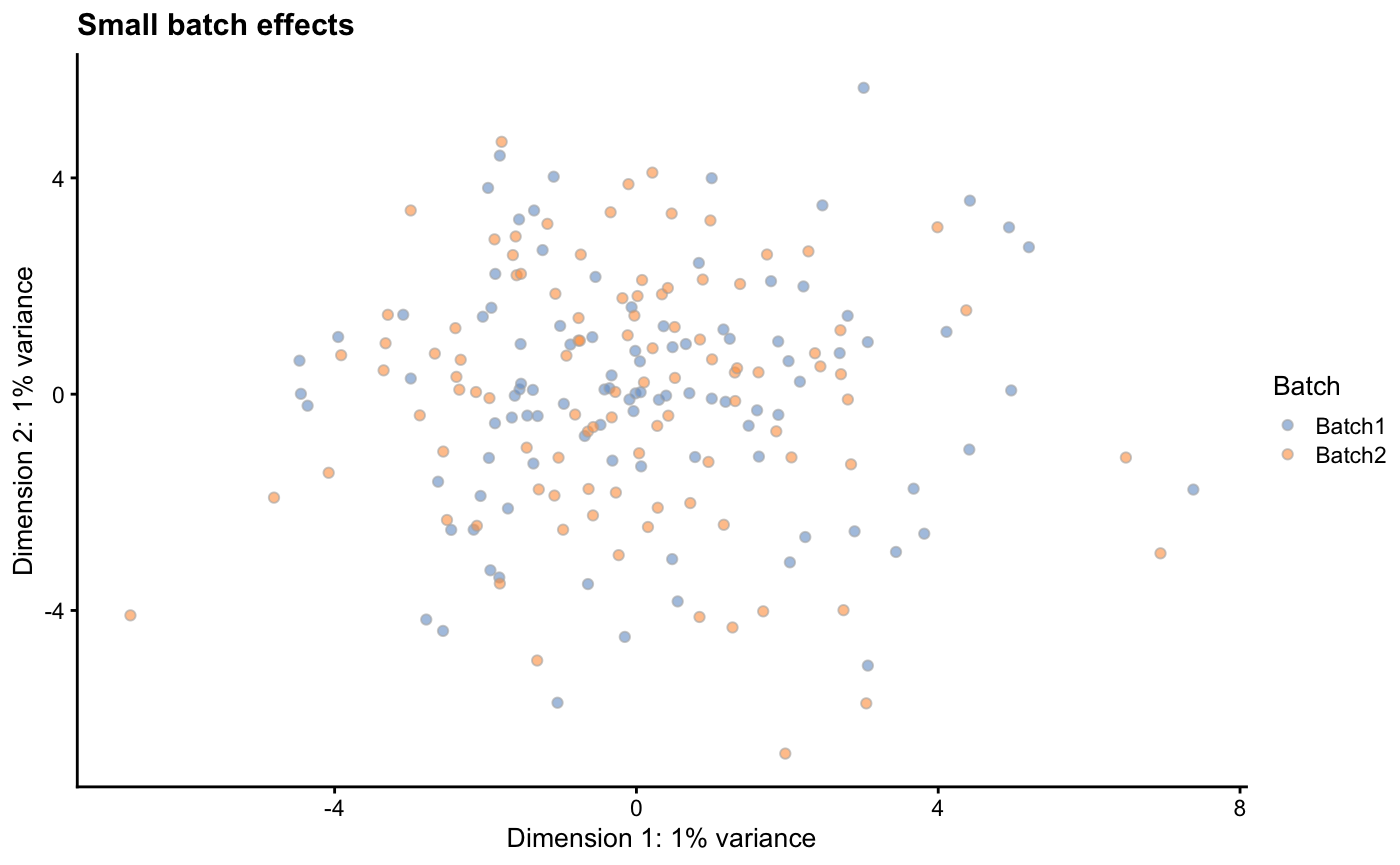 Small batch effects
Dimension 2: 1% variance
4
0
-4
-4
0
4
8
Dimension 1: 1% variance
Batch
Batch1
Batch2